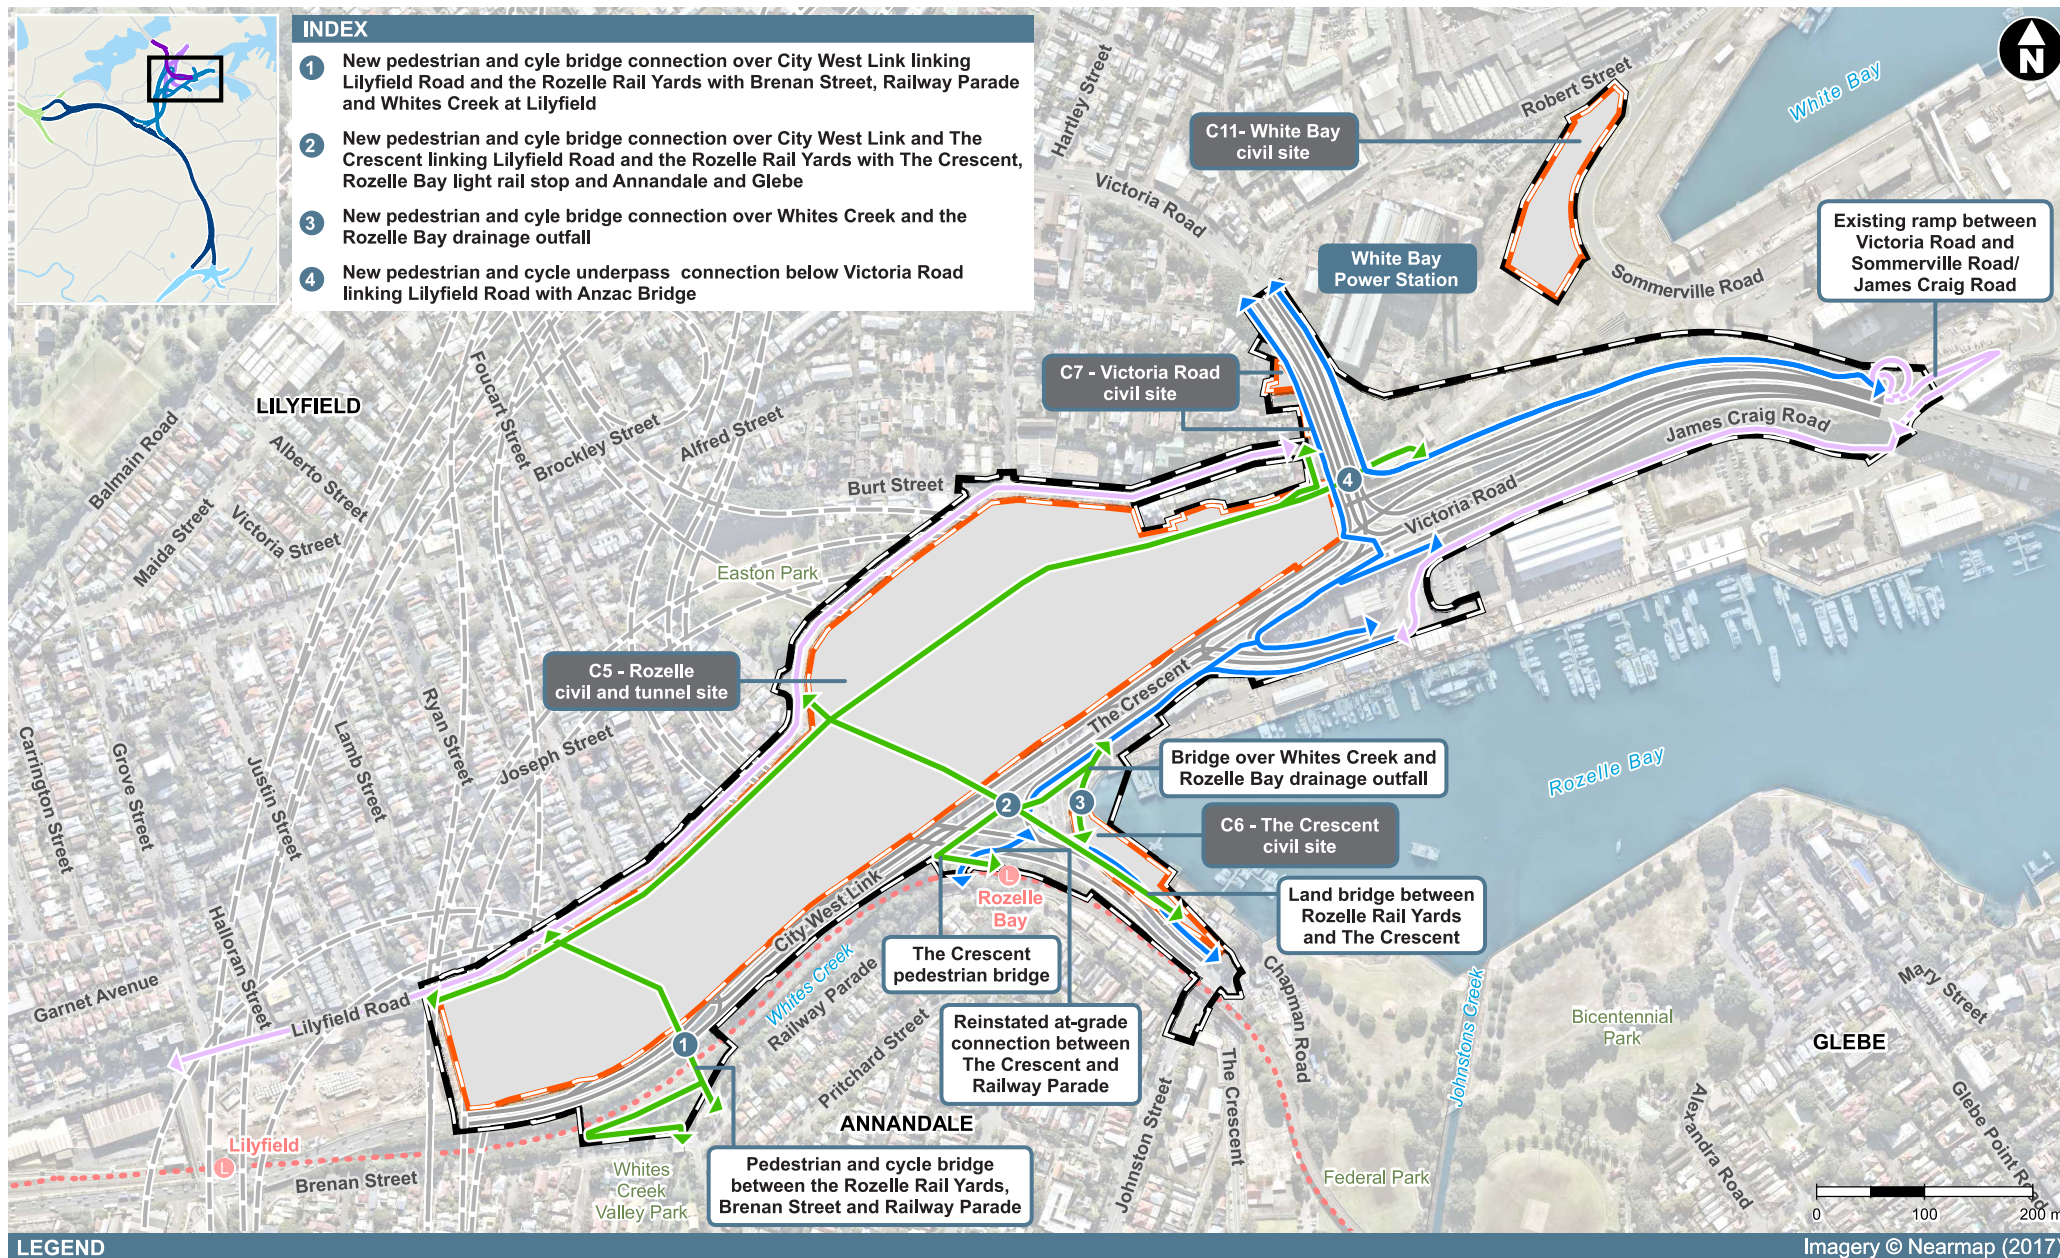 INDEX
1
New pedestrian and cyle bridge connection over City West Link linking
Lilyfield Road and the Rozelle Rail Yards with Brenan Street, Railway Parade
and Whites Creek at Lilyfield
2
New pedestrian and cyle bridge connection over City West Link and The
Crescent linking Lilyfield Road and the Rozelle Rail Yards with The Crescent,
Rozelle Bay light rail stop and Annandale and Glebe
3
New pedestrian and cyle bridge connection over Whites Creek and the
Rozelle Bay drainage outfall
4
New pedestrian and cycle underpass connection below Victoria Road
linking Lilyfield Road with Anzac Bridge
N
Hartley Street
Robert Street
White Bay
C11- White Bay
civil site
Victoria Road
White Bay
Power Station
Sommerville Road
Existing ramp between
Victoria Road and
Sommerville Road/
James Craig Road
C7 - Victoria Road
civil site
James Craig Road
LILYFIELD
Foucart Street
Balmain Road
Alberto Street
Brockley Street
Alfred Street
Burt Street
Maida Street
Victoria Street
4
Victoria Road
Easton Park
C5 - Rozelle
civil and tunnel site
The Crescent
Carrington Street
Grove Street
Justin Street
Lamb Street
Ryan Street
Joseph Street
Bridge over Whites Creek and
Rozelle Bay drainage outfall
Rozelle Bay
2
3
C6 - The Crescent
civil site
L
Rozelle
Bay
Land bridge between
Rozelle Rail Yards
and The Crescent
City West Link
The Crescent
pedestrian bridge
Halloran Street
Garnet Avenue
Lilyfield Road
Whites Creek
Railway Parade
Pritchard Street
Reinstated at-grade
connection between
The Crescent and
Railway Parade
Chapman Road
The Crescent
Johnston Street
Johnstons Creek
Bicentennial
Park
Mary Street
GLEBE
1
ANNANDALE
Lilyfield
L
Brenan Street
Whites
Creek
Valley Park
Pedestrian and cycle bridge
between the Rozelle Rail Yards,
Brenan Street and Railway Parade
Federal Park
Alexandra Road
Glebe Point Road
0 100 200 m
LEGEND
Imagery © Nearmap (2017)